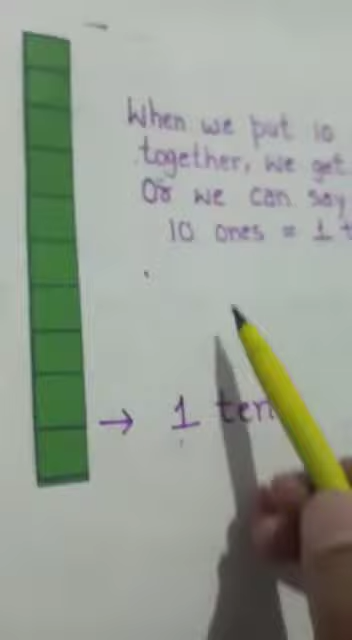 When we put 10
together, we get
Or we can say
10 ones = 1 t
→ 1 ten